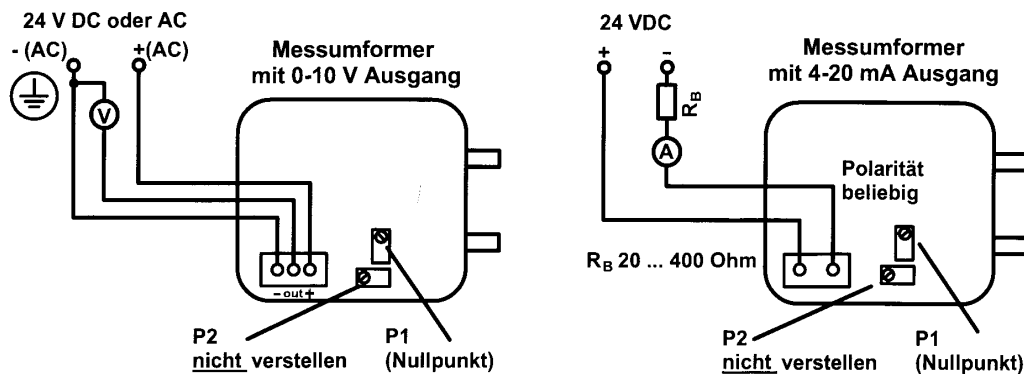 24 V DC oder AC
- (AC)
+(AC)
Messumformer
mit 0-10 V Ausgang
V
- out +
P2
nicht verstellen
P1
(Nullpunkt)
24 VDC
+
-
Messumformer
mit 4-20 mA Ausgang
RB
A
Polarität
beliebig
RB 20 ... 400 Ohm
P2
nicht verstellen
P1
(Nullpunkt)